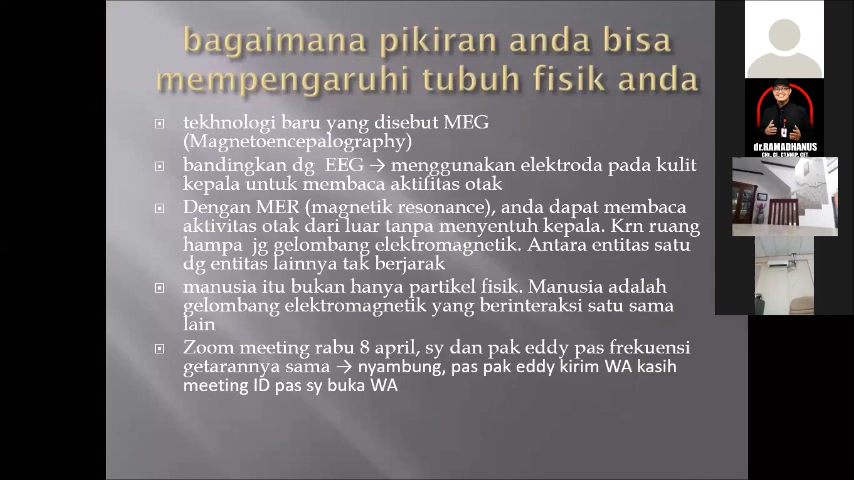 bagaimana pikiran anda bisa
mempengaruhi tubuh fisik anda
tekhnologi baru yang disebut MEG
(Magnetoencepalography)
bandingkan dg EEG → menggunakan elektroda pada kulit
kepala untuk membaca aktifitas otak
Dengan MER (magnetik resonance), anda dapat membaca
aktivitas otak dari luar tanpa menyentuh kepala. Krn ruang
hampa jg gelombang elektromagnetik. Antara entitas satu
dg entitas lainnya tak berjarak
manusia itu bukan hanya partikel fisik. Manusia adalah
gelombang elektromagnetik yang berinteraksi satu sama
lain
Zoom meeting rabu 8 april, sy dan pak eddy pas frekuensi
getarannya sama → nyambung, pas pak eddy kirim WA kasih
meeting ID pas sy buka WA
dr.RAMADHANUS